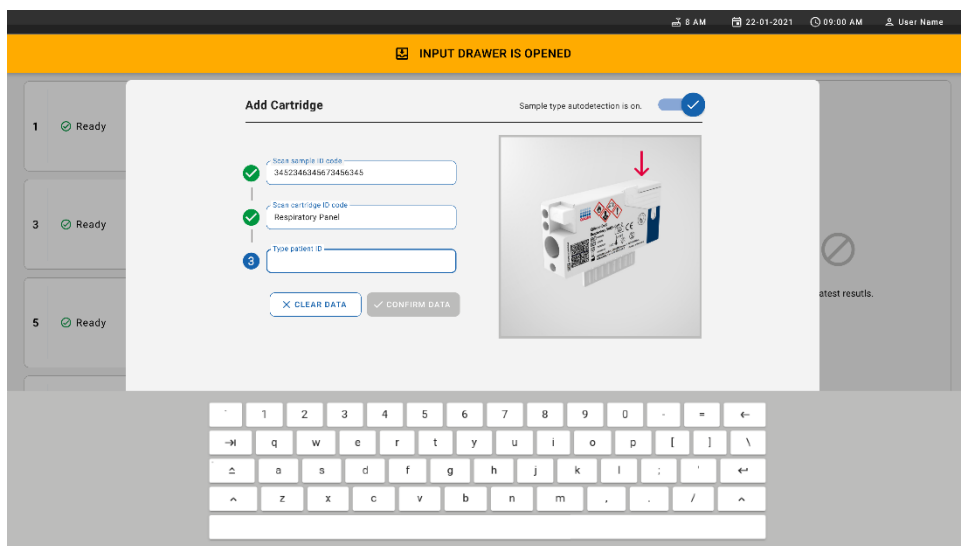 8 AM 22-01-2021 09:00 AM User Name
INPUT DRAWER IS OPENED
Add Cartridge
Sample type autodetection is on.
1 Ready
3 Ready
5 Ready
Scan sample ID code
34523463456734563​45
Scan cartridge ID code
Respiratory Panel
3
Type patient ID
CLEAR DATA
CONFIRM DATA
atest resutls.
` 1 2 3 4 5 6 7 8 9 0 - =
q w e r t y u i o p [ ] \
a s d f g h j k l ; '
z x c v b n m , . /